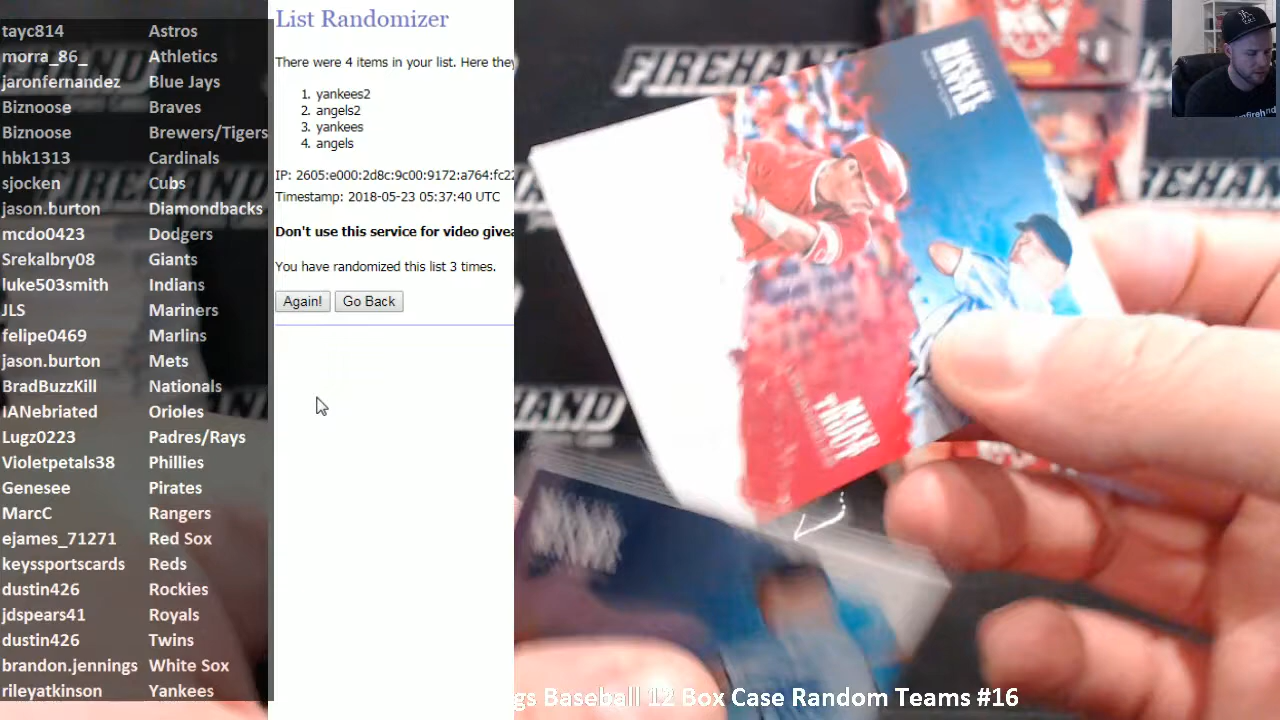 tayc814 Astros
morra_86_ Athletics
jaronfernandez Blue Jays
Biznoose Braves
Biznoose Brewers/Tigers
hbk1313 Cardinals
sjocken Cubs
jason.burton Diamondbacks
mcdo0423 Dodgers
Srekalbry08 Giants
luke503smith Indians
JLS Mariners
felipe0469 Marlins
jason.burton Mets
BradBuzzKill Nationals
IANebriated Orioles
Lugz0223 Padres/Rays
Violetpetals38 Phillies
Genesee Pirates
MarcC Rangers
ejames_71271 Red Sox
keyssportscards Reds
dustin426 Rockies
jdspears41 Royals
dustin426 Twins
brandon.jennings White Sox
rileyatkinson Yankees
List Randomizer
There were 4 items in your list. Here they
1. yankees2
2. angels2
3. yankees
4. angels
IP: 2605:e000:2d8c:9c00:9172:a764:fc22
Timestamp: 2018-05-23 05:37:40 UTC
Don't use this service for video givea
You have randomized this list 3 times.
Again! Go Back
FIREHAND
MIKE
TROUT
gs Baseball 12 Box Case Random Teams #16